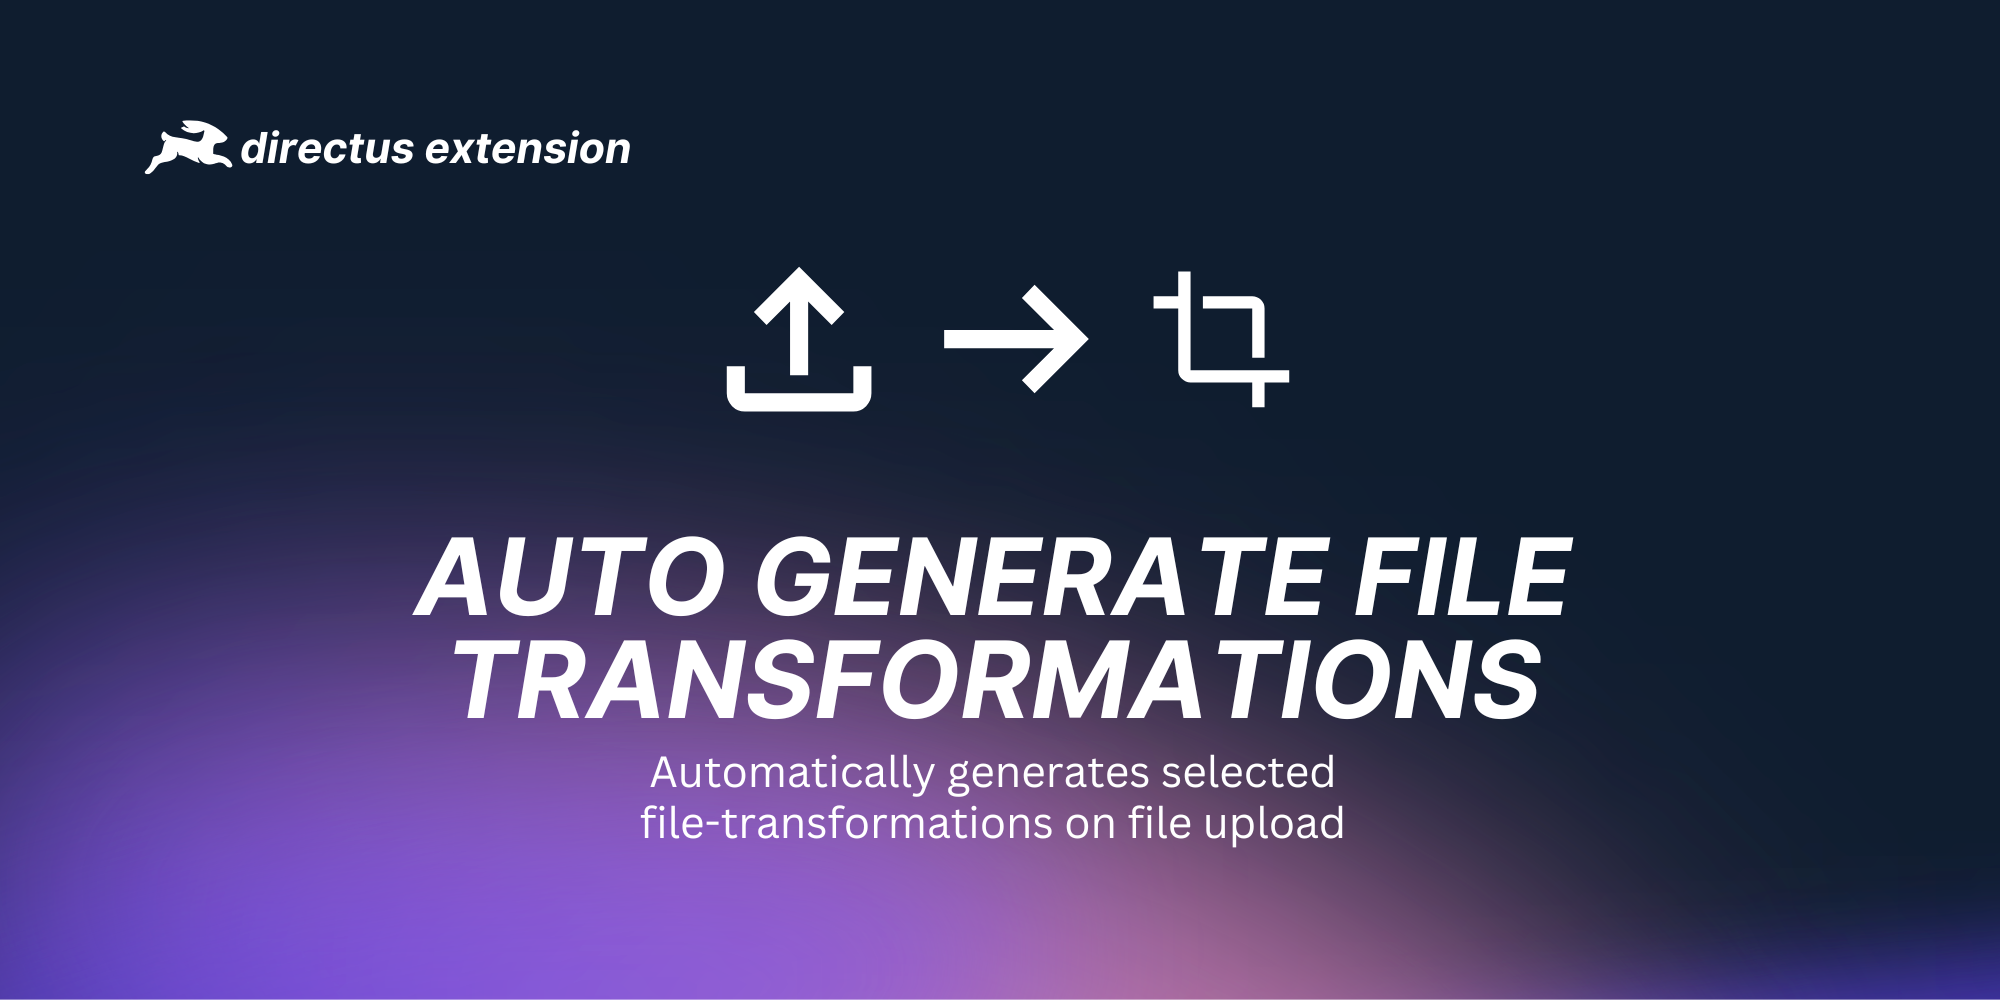 directus extension
AUTO GENERATE FILE
TRANSFORMATIONS
Automatically generates selected
file-transformations on file upload